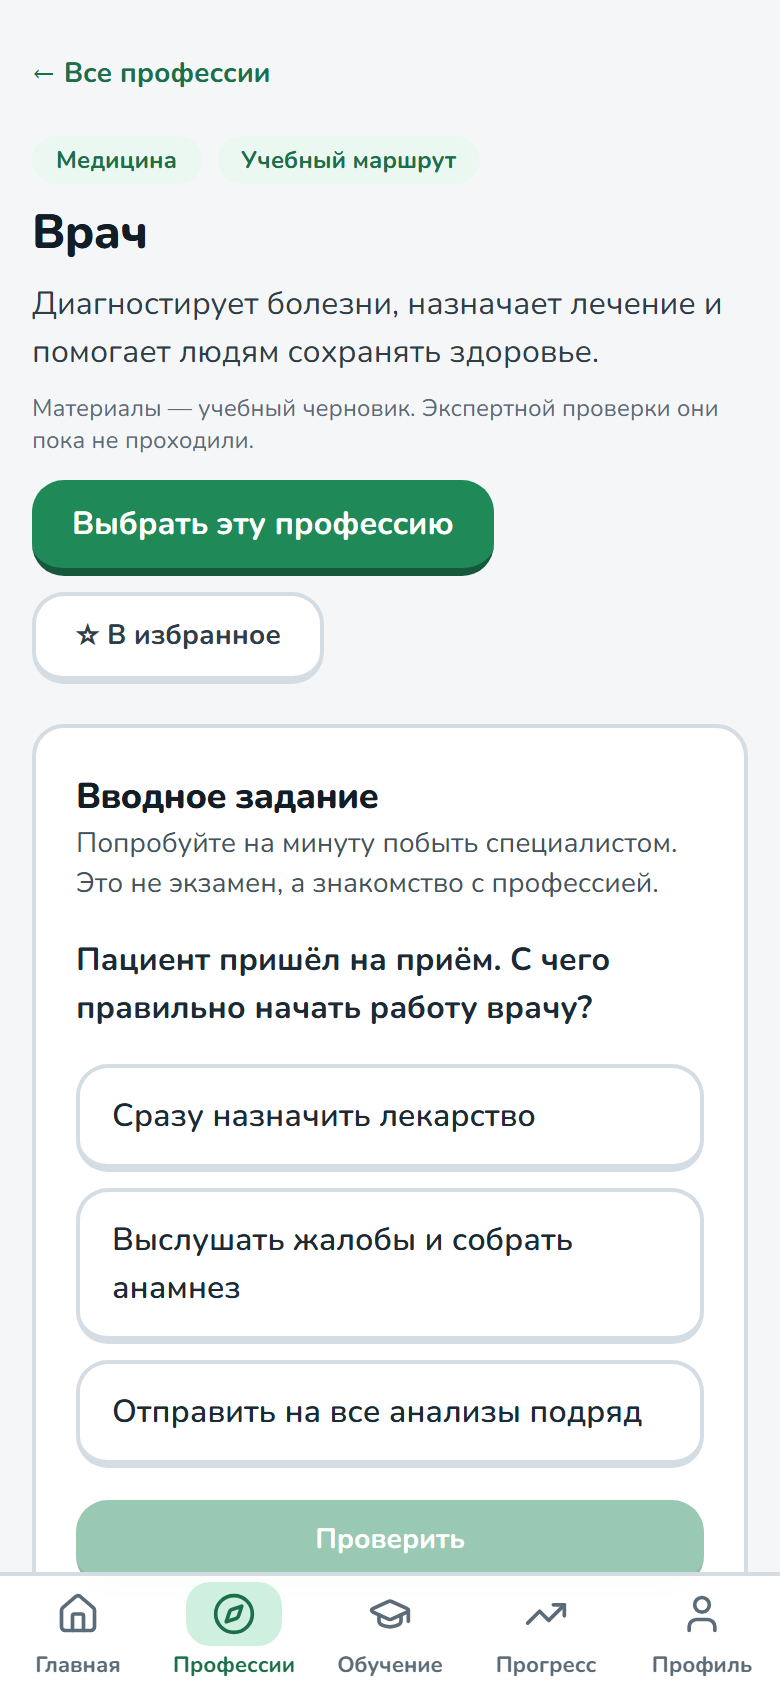 ← Все профессии
Медицина Учебный маршрут
Врач
Диагностирует болезни, назначает лечение и
помогает людям сохранять здоровье.
Материалы — учебный черновик. Экспертной проверки они
пока не проходили.
Выбрать эту профессию
☆ В избранное
Вводное задание
Попробуйте на минуту побыть специалистом.
Это не экзамен, а знакомство с профессией.
Пациент пришёл на приём. С чего
правильно начать работу врачу?
Сразу назначить лекарство
Выслушать жалобы и собрать
анамнез
Отправить на все анализы подряд
Проверить
Главная Профессии Обучение Прогресс Профиль